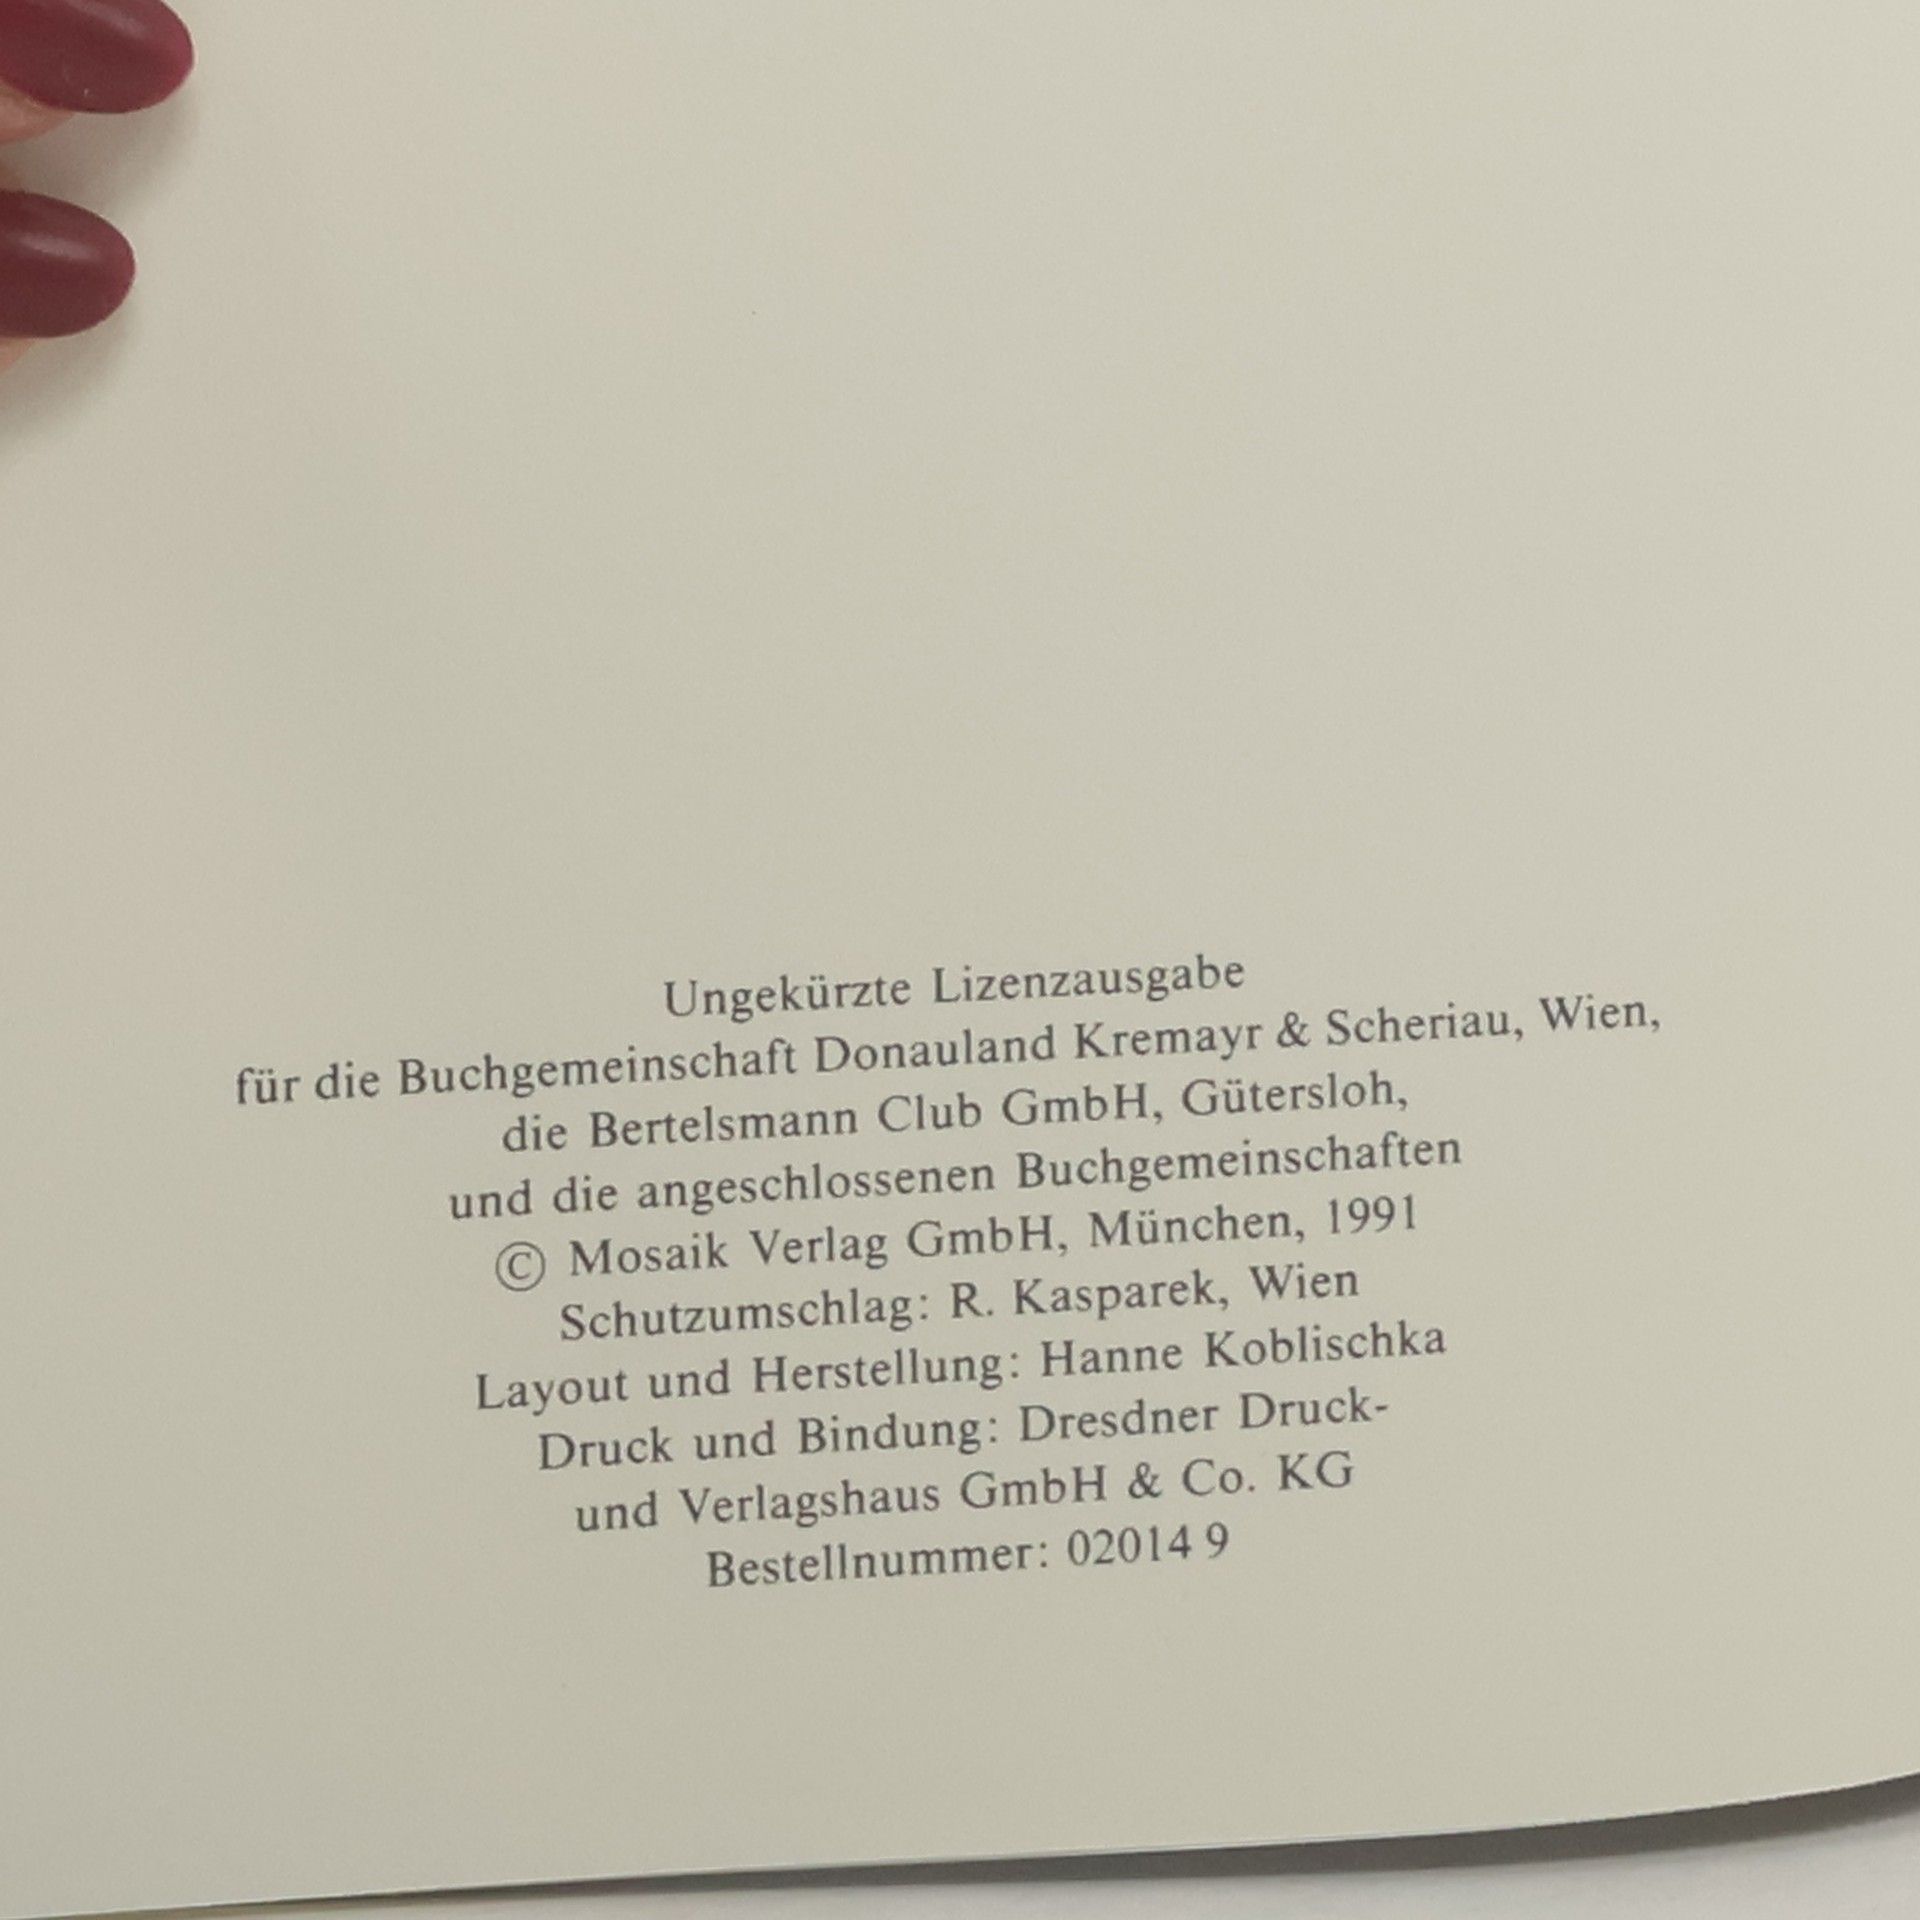 Ungekürzte Lizenzausgabe
für die Buchgemeinschaft Donauland Kremayr & Scheriau, Wien,
die Bertelsmann Club GmbH, Gütersloh,
und die angeschlossenen Buchgemeinschaften
© Mosaik Verlag GmbH, München, 1991
Schutzumschlag: R. Kasparek, Wien
Layout und Herstellung: Hanne Koblischka
Druck und Bindung: Dresdner Druck-
und Verlagshaus GmbH & Co. KG
Bestellnummer: 02014 9